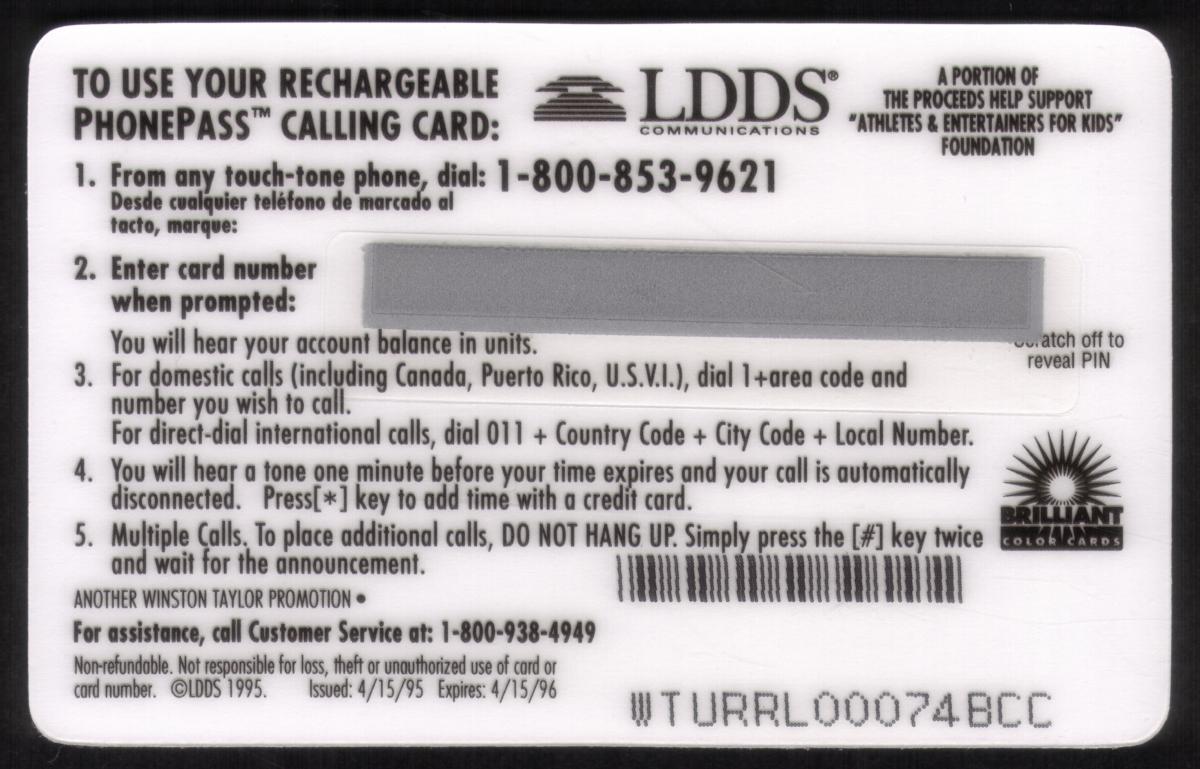 TO USE YOUR RECHARGEABLE
PHONEPASS™ CALLING CARD:
LDDS®
COMMUNICATIONS
A PORTION OF
THE PROCEEDS HELP SUPPORT
"ATHLETES & ENTERTAINERS FOR KIDS"
FOUNDATION
1. From any touch-tone phone, dial: 1-800-853-9621
Desde cualquier teléfono de marcado al
tacto, marque:
2. Enter card number
when prompted:
You will hear your account balance in units.
Scratch off to
reveal PIN
3. For domestic calls (including Canada, Puerto Rico, U.S.V.I.), dial 1+area code and
number you wish to call.
For direct-dial international calls, dial 011 + Country Code + City Code + Local Number.
4. You will hear a tone one minute before your time expires and your call is automatically
disconnected. Press[*] key to add time with a credit card.
5. Multiple Calls. To place additional calls, DO NOT HANG UP. Simply press the [#] key twice
and wait for the announcement.
BRILLIANT
COLOR CARDS
ANOTHER WINSTON TAYLOR PROMOTION •
For assistance, call Customer Service at: 1-800-938-4949
Non-refundable. Not responsible for loss, theft or unauthorized use of card or
card number. ©LDDS 1995. Issued: 4/15/95 Expires: 4/15/96
WTURRL00074BCC